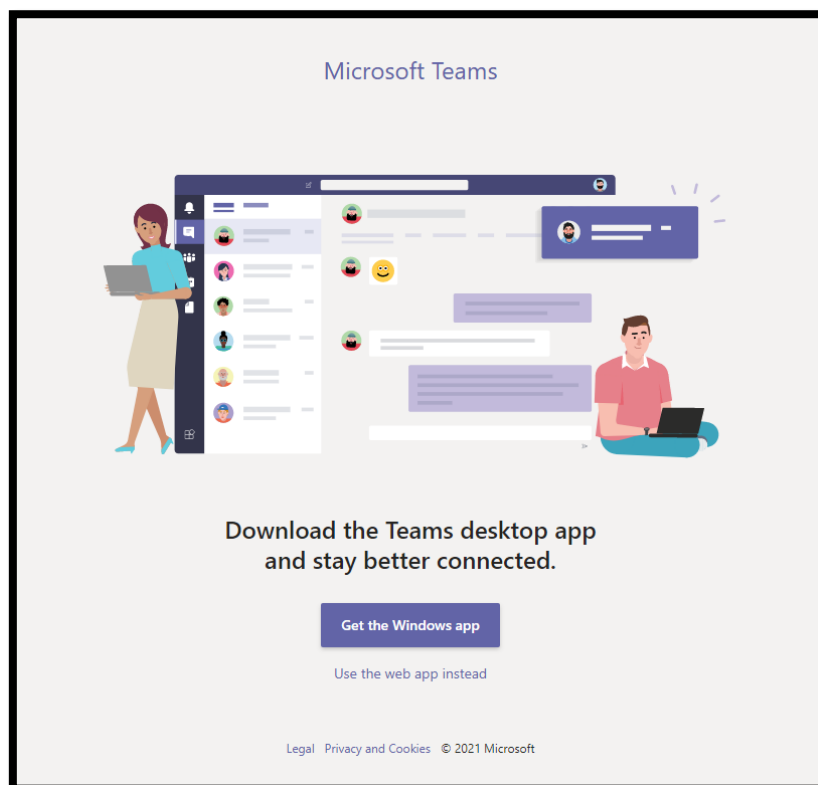 Microsoft Teams
Download the Teams desktop app
and stay better connected.
Get the Windows app
Use the web app instead
Legal Privacy and Cookies © 2021 Microsoft